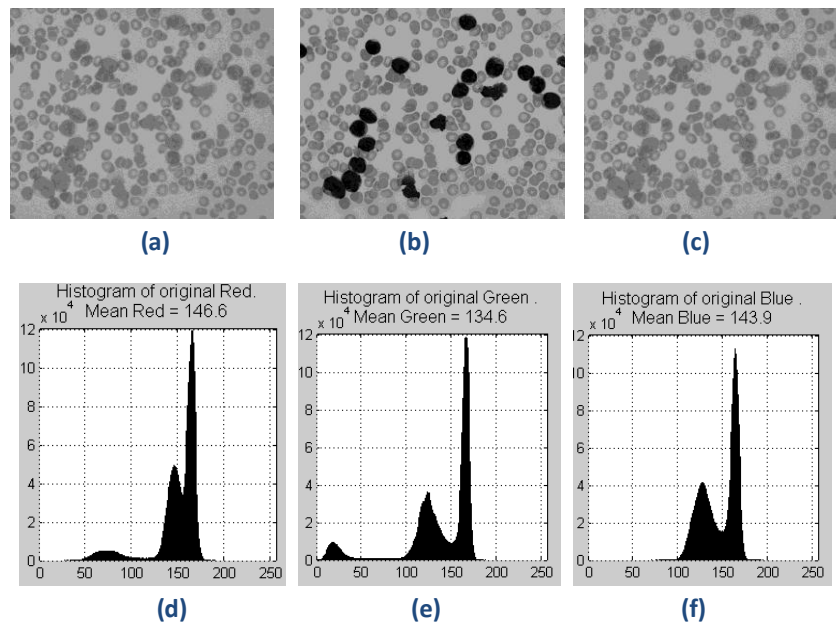 (a)
(b)
(c)
Histogram of original Red.
x 10 4 Mean Red = 146.6
12
10
8
6
4
2
0
0 50 100 150 200 250
(d)
Histogram of original Green .
x 10 4 Mean Green = 134.6
12
10
8
6
4
2
0
0 50 100 150 200 250
(e)
Histogram of original Blue .
x 10 4 Mean Blue = 143.9
12
10
8
6
4
2
0
0 50 100 150 200 250
(f)